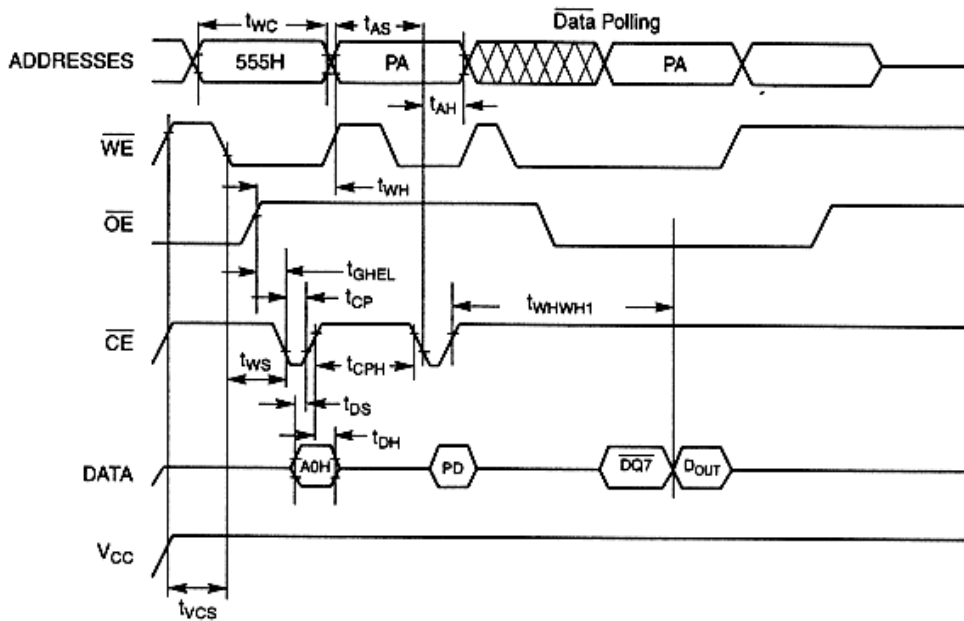 Data Polling
tWC
tAS
ADDRESSES
555H
PA
PA
tAH
WE
tWH
OE
tGHEL
tCP
tWHWH1
CE
tWS
tCPH
tDS
tDH
DATA
A0H
PD
DQ7
DOUT
VCC
tVCS